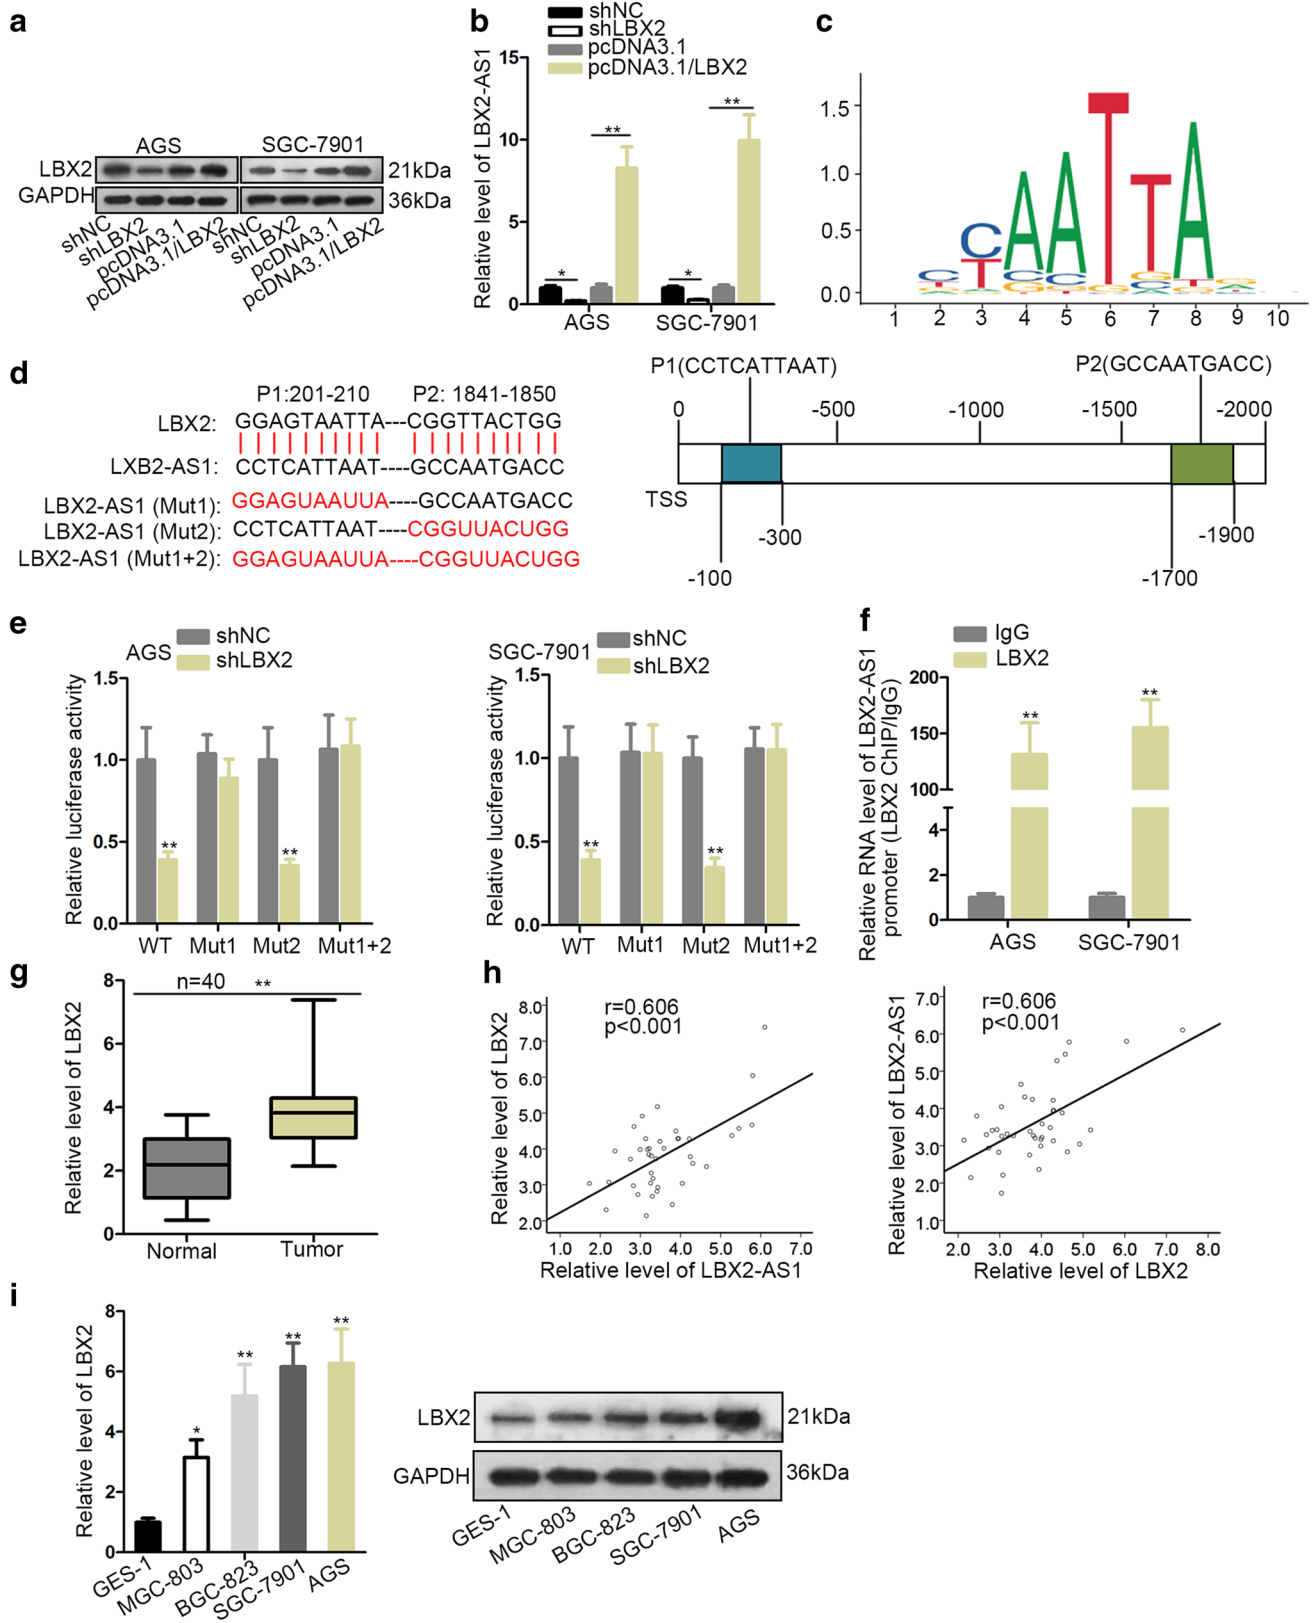 a
AGS SGC-7901
LBX2 21kDa
GAPDH 36kDa
shNC shLBX2 pcDNA3.1 pcDNA3.1/LBX2 shNC shLBX2 pcDNA3.1 pcDNA3.1/LBX2
b
shNC
shLBX2
pcDNA3.1
pcDNA3.1/LBX2
Relative level of LBX2-AS1
15
10
5
0
* ** * **
AGS SGC-7901
c
1.5
1.0
0.5
0.0
C T A A T T A
1 2 3 4 5 6 7 8 9 10
d
P1:201-210 P2: 1841-1850
LBX2: GGAGTAATTA---CGGTTACTGG
LXB2-AS1: CCTCATTAAT----GCCAATGACC
LBX2-AS1 (Mut1): GGAGUAAUUA----GCCAATGACC
LBX2-AS1 (Mut2): CCTCATTAAT----CGGUUACUGG
LBX2-AS1 (Mut1+2): GGAGUAAUUA----CGGUUACUGG
P1(CCTCATTAAT) P2(GCCAATGACC)
0 -500 -1000 -1500 -2000
TSS
-300 -1900
-100 -1700
e
AGS
shNC
shLBX2
Relative luciferase activity
1.5
1.0
0.5
0.0
** **
WT Mut1 Mut2 Mut1+2
SGC-7901
shNC
shLBX2
Relative luciferase activity
1.5
1.0
0.5
0.0
** **
WT Mut1 Mut2 Mut1+2
f
IgG
LBX2
Relative RNA level of LBX2-AS1
promoter (LBX2 ChIP/IgG)
200
150
100
4
2
0
** **
AGS SGC-7901
g
n=40 **
Relative level of LBX2
8
6
4
2
0
Normal Tumor
h
r=0.606
p<0.001
Relative level of LBX2
8.0
7.0
6.0
5.0
4.0
3.0
2.0
1.0 2.0 3.0 4.0 5.0 6.0 7.0
Relative level of LBX2-AS1
r=0.606
p<0.001
Relative level of LBX2-AS1
7.0
6.0
5.0
4.0
3.0
2.0
1.0
2.0 3.0 4.0 5.0 6.0 7.0 8.0
Relative level of LBX2
i
Relative level of LBX2
8
6
4
2
0
* ** ** **
GES-1 MGC-803 BGC-823 SGC-7901 AGS
LBX2 21kDa
GAPDH 36kDa
GES-1 MGC-803 BGC-823 SGC-7901 AGS